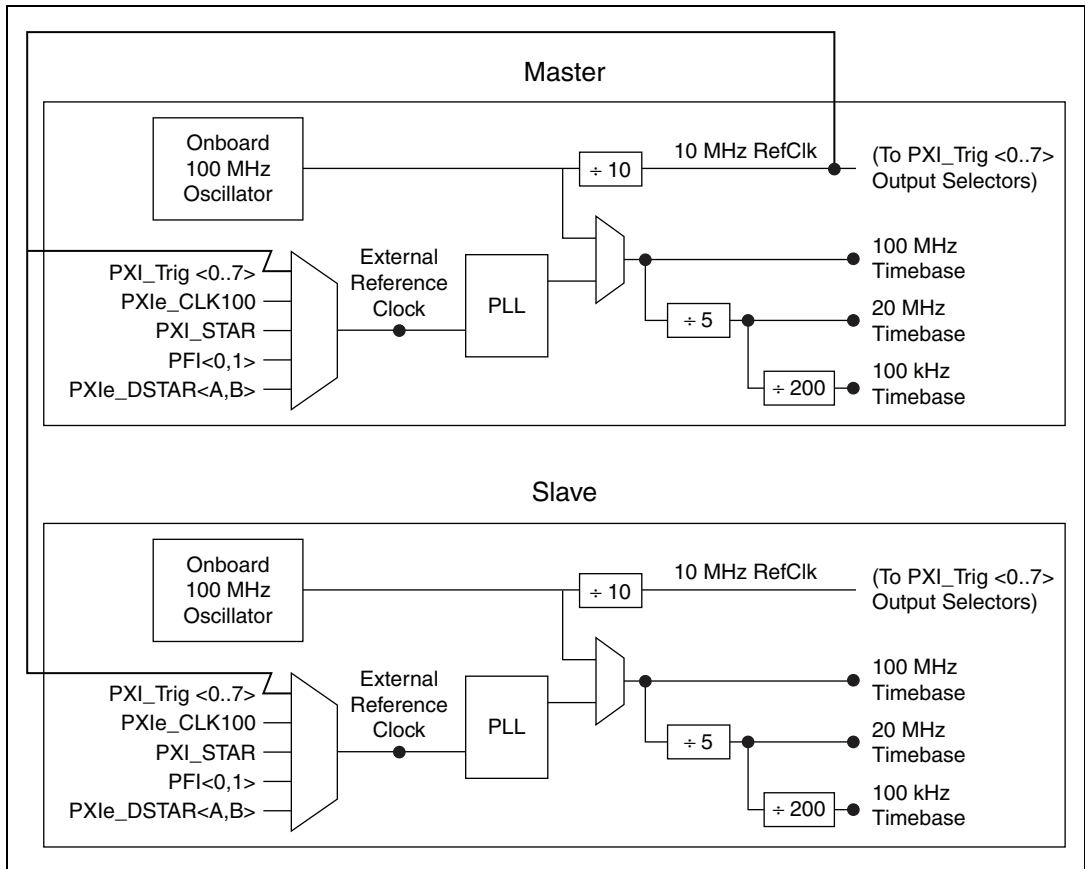 Master
Onboard
100 MHz
Oscillator
÷ 10
10 MHz RefClk
(To PXI_Trig <0..7>
Output Selectors)
PXI_Trig <0..7>
PXIe_CLK100
PXI_STAR
PFI<0,1>
PXIe_DSTAR<A,B>
External
Reference
Clock
PLL
100 MHz
Timebase
÷ 5
20 MHz
Timebase
÷ 200
100 kHz
Timebase
Slave
Onboard
100 MHz
Oscillator
÷ 10
10 MHz RefClk
(To PXI_Trig <0..7>
Output Selectors)
PXI_Trig <0..7>
PXIe_CLK100
PXI_STAR
PFI<0,1>
PXIe_DSTAR<A,B>
External
Reference
Clock
PLL
100 MHz
Timebase
÷ 5
20 MHz
Timebase
÷ 200
100 kHz
Timebase